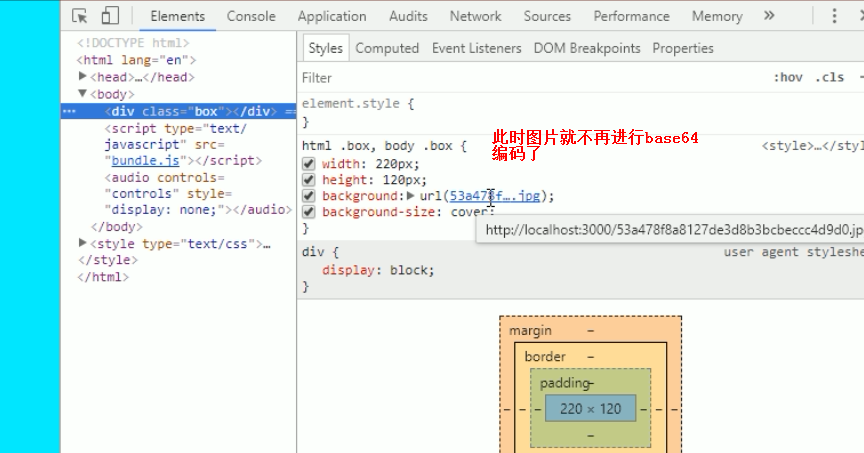 Elements Console Application Audits Network Sources Performance Memory »
<!DOCTYPE html>
<html lang="en">
▶<head>…</head>
▼<body>
<div class="box"></div> ==
<script type="text/
javascript" src=
"bundle.js"></script>
<audio controls=
"controls" style=
"display: none;"></audio>
</body>
▶<style type="text/css">…
</style>
</html>
Styles Computed Event Listeners DOM Breakpoints Properties
Filter :hov .cls
element.style {
}
此时图片就不再进行base64
编码了
html .box, body .box { <style>…</styl
width: 220px;
height: 120px;
background:▶ url(53a478f….jpg);
background-size: cover;
}
http://localhost:3000/53a478f8a8127de3d8b3bcbeccc4d9d0.jp
div { user agent styleshe
display: block;
}
margin –
border –
padding–
– – – 220 × 120 – – –
–